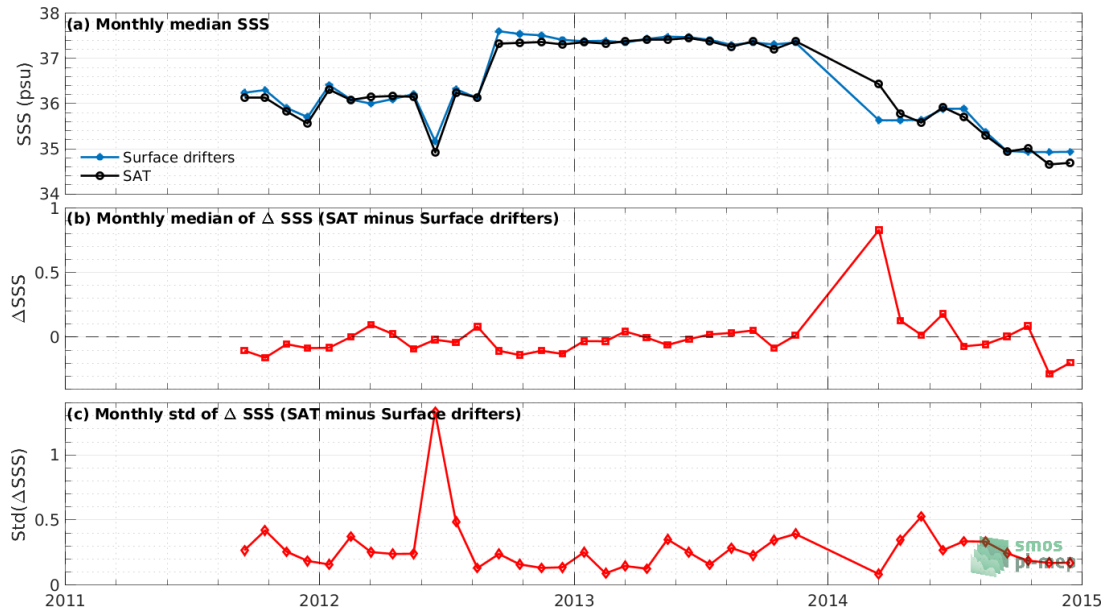 (a) Monthly median SSS
38
37
36
35
34
SSS (psu)
Surface drifters
SAT
(b) Monthly median of Δ SSS (SAT minus Surface drifters)
1
0.5
0
ΔSSS
(c) Monthly std of Δ SSS (SAT minus Surface drifters)
1
0.5
0
Std(ΔSSS)
smos
pi-mep
2011
2012
2013
2014
2015